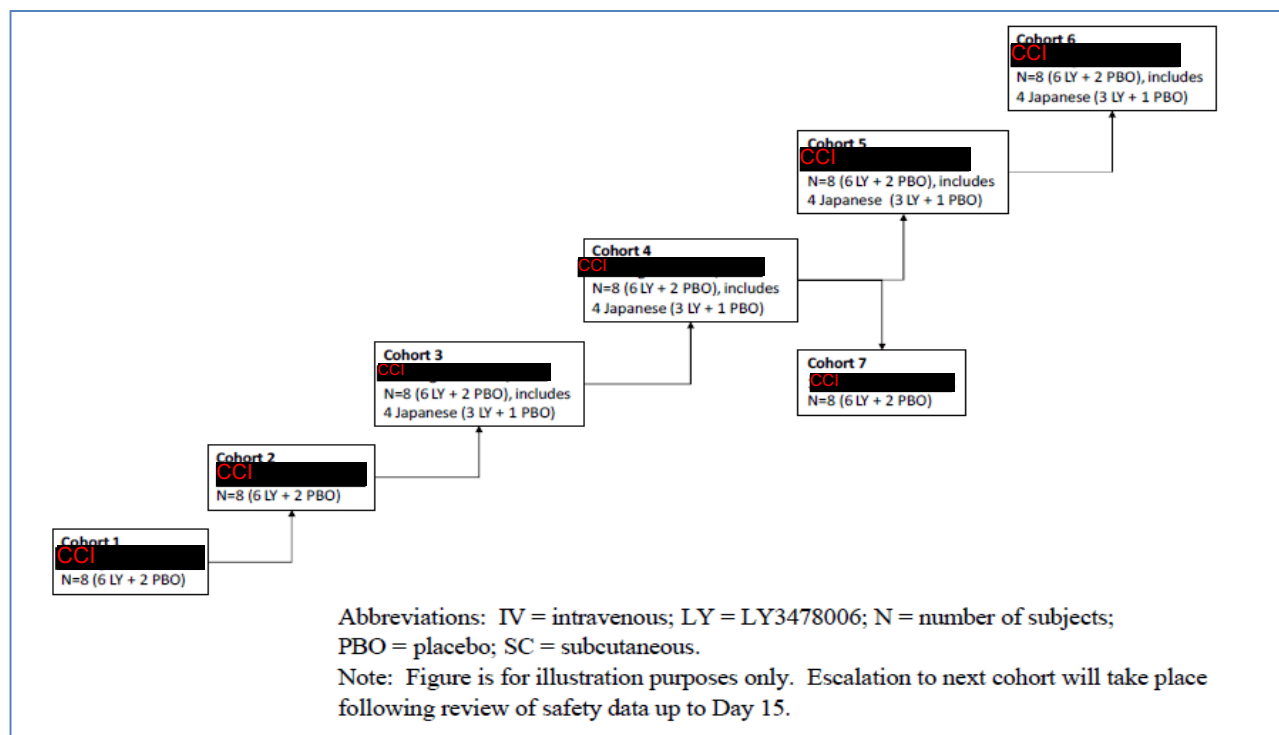 Cohort 6
CCI
N=8 (6 LY + 2 PBO), includes
4 Japanese (3 LY + 1 PBO)
Cohort 5
CCI
N=8 (6 LY + 2 PBO), includes
4 Japanese (3 LY + 1 PBO)
Cohort 4
CCI
N=8 (6 LY + 2 PBO), includes
4 Japanese (3 LY + 1 PBO)
Cohort 7
CCI
N=8 (6 LY + 2 PBO)
Cohort 3
CCI
N=8 (6 LY + 2 PBO), includes
4 Japanese (3 LY + 1 PBO)
Cohort 2
CCI
N=8 (6 LY + 2 PBO)
Cohort 1
CCI
N=8 (6 LY + 2 PBO)
Abbreviations: IV = intravenous; LY = LY3478006; N = number of subjects;
PBO = placebo; SC = subcutaneous.
Note: Figure is for illustration purposes only. Escalation to next cohort will take place
following review of safety data up to Day 15.